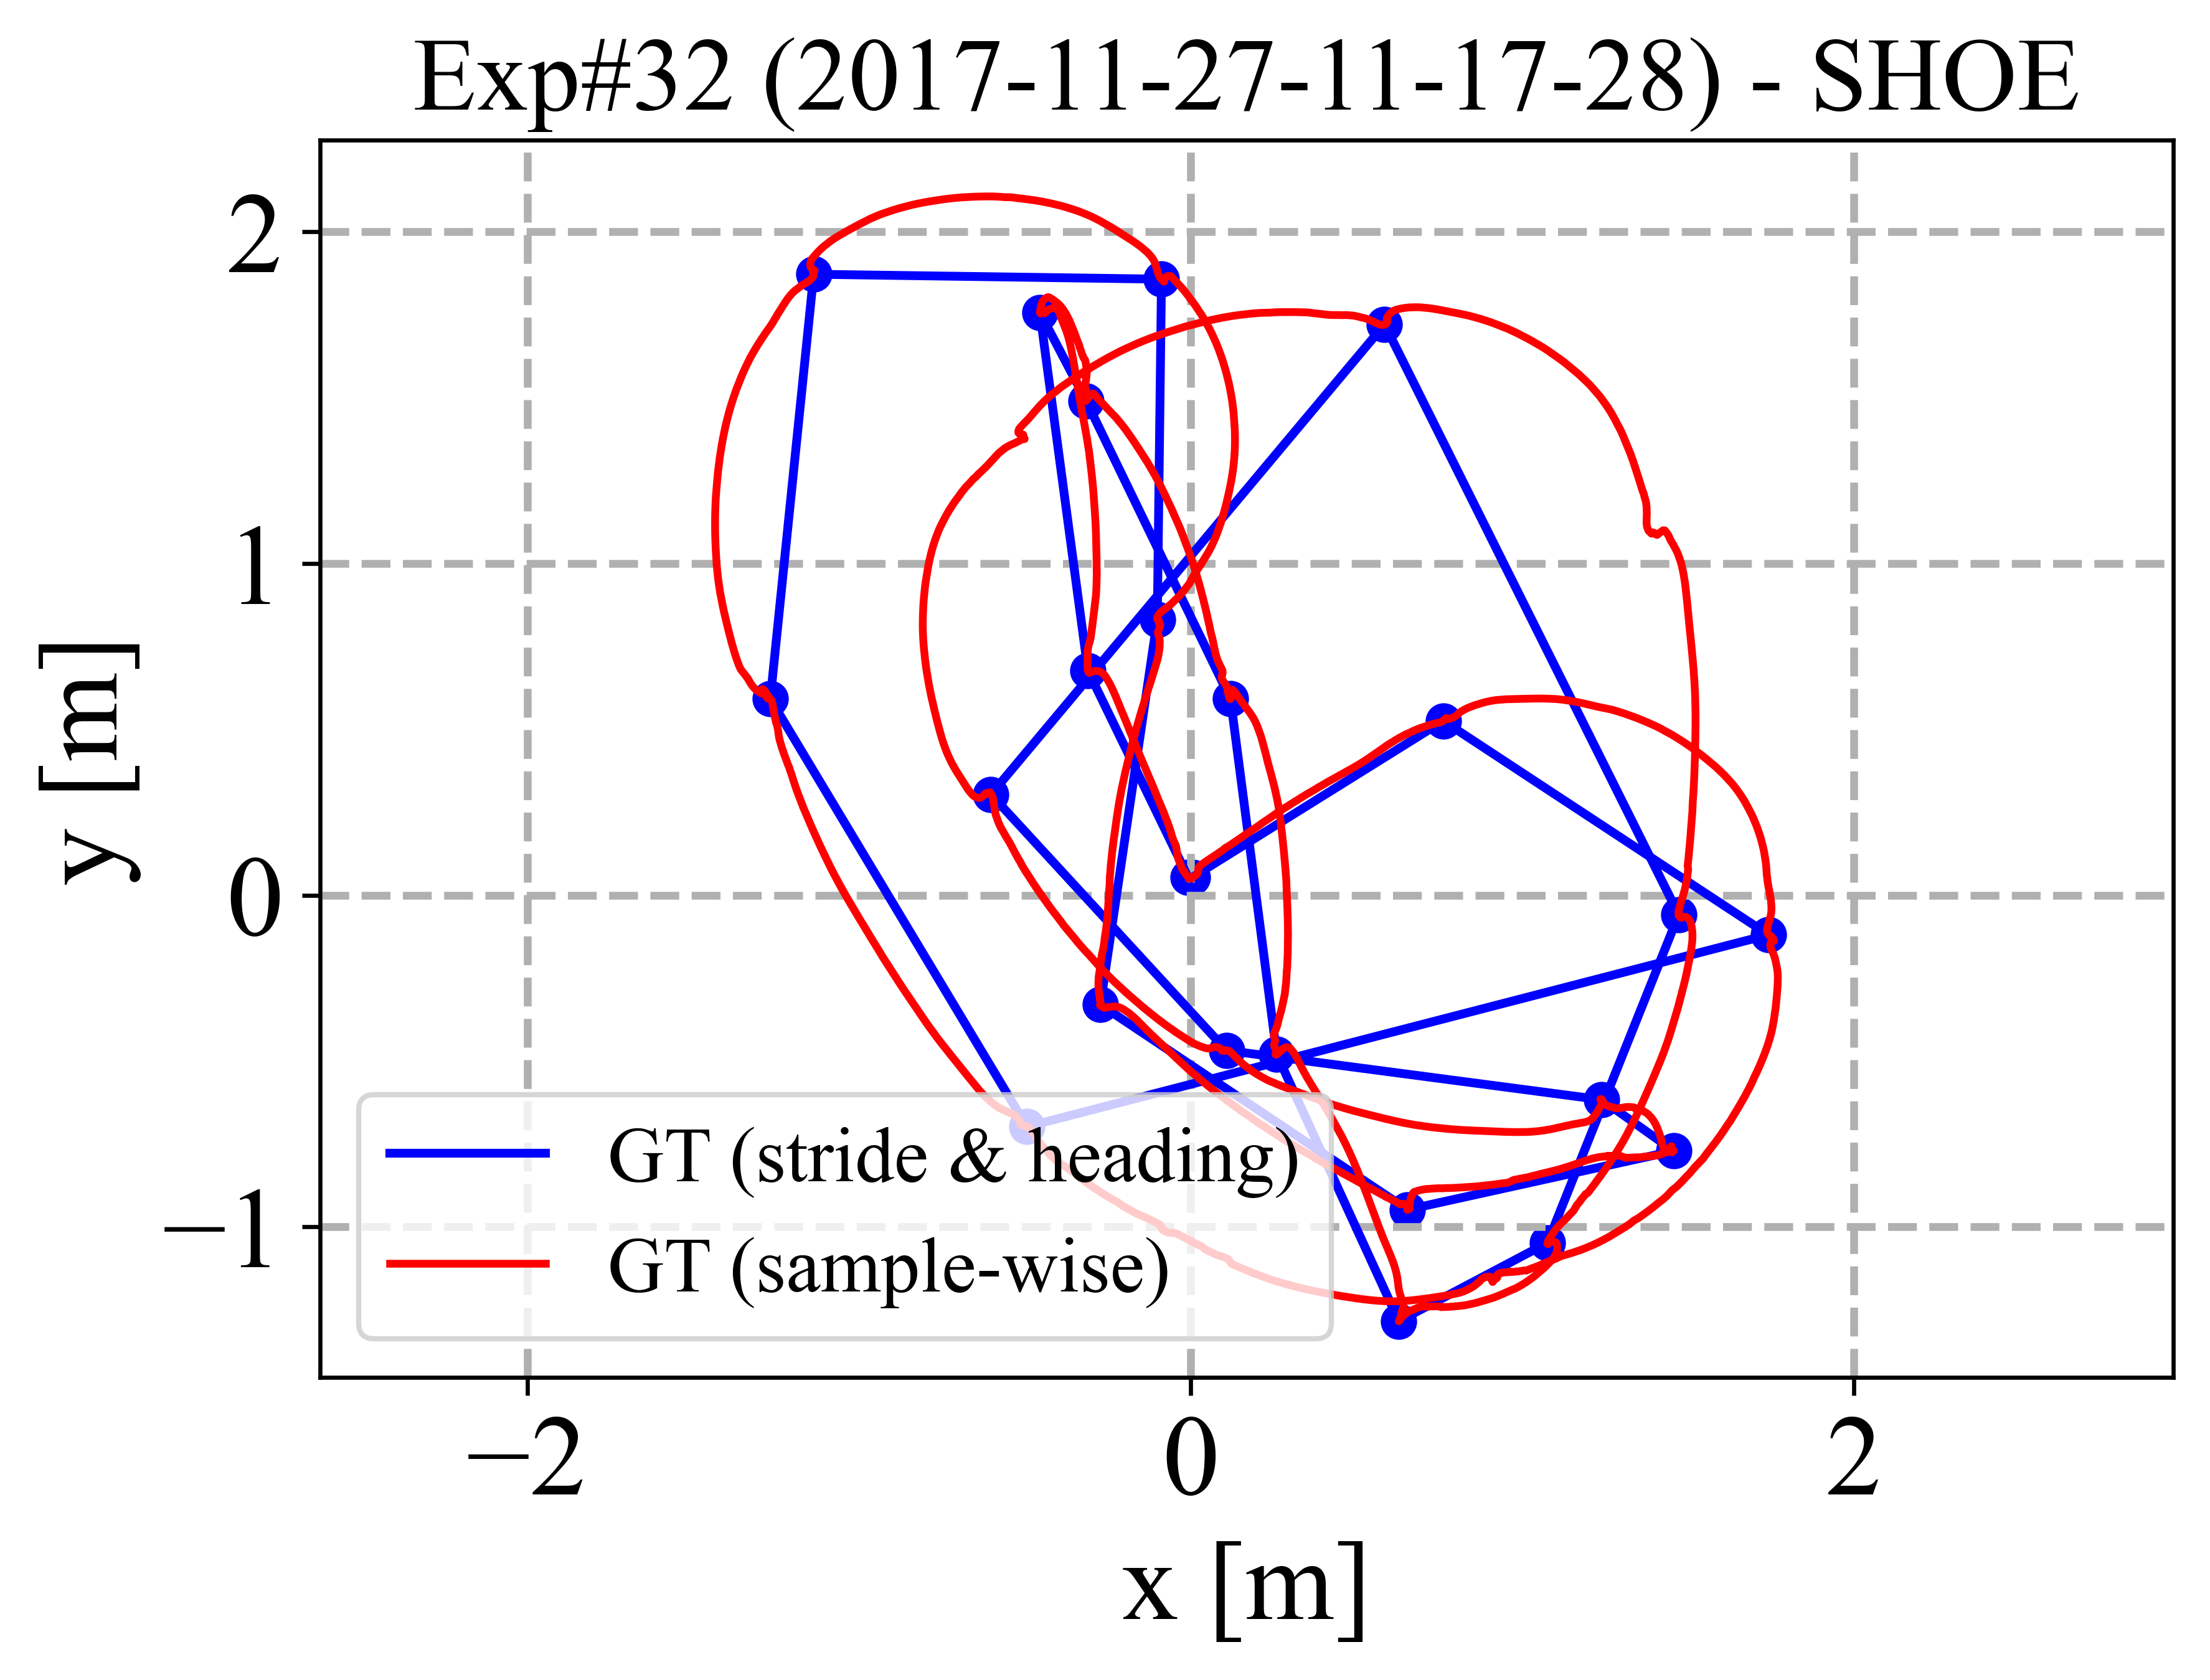 Exp#32 (2017-11-27-11-17-28) - SHOE
2
1
0
−1
y [m]
GT (stride & heading)
GT (sample-wise)
−2
0
2
x [m]